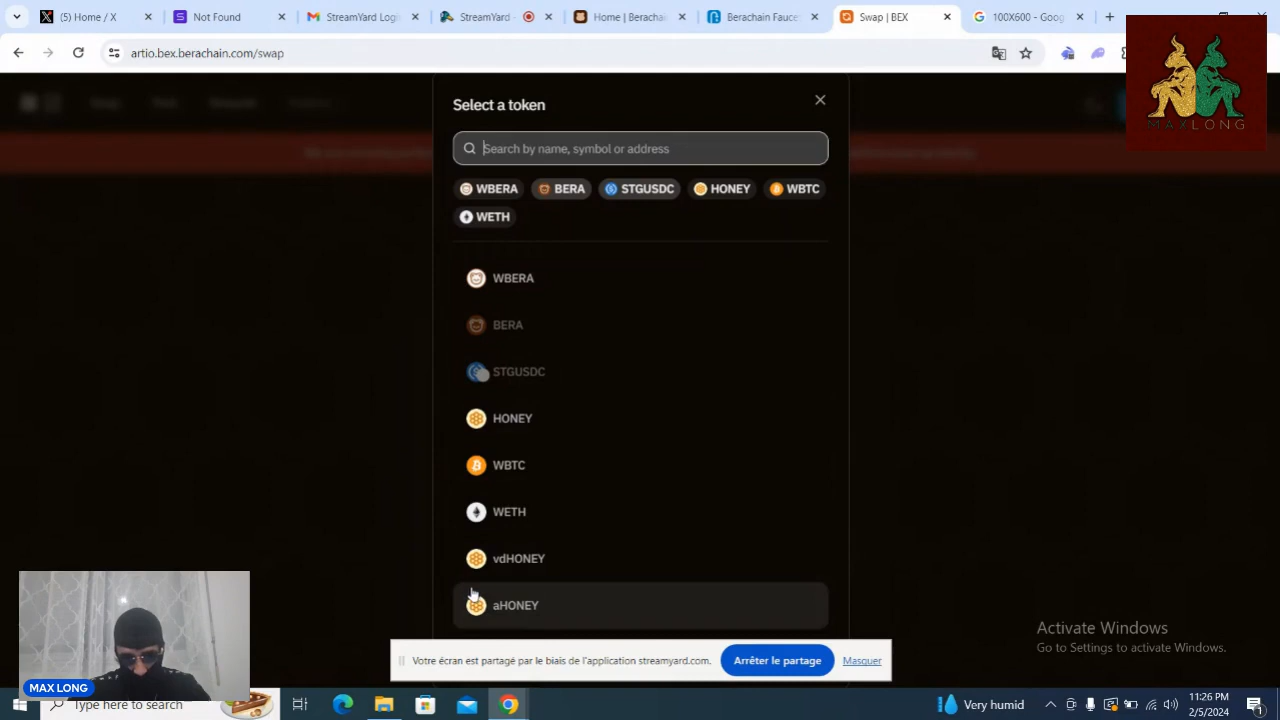 Not Found
StreamYard Log
StreamYard
Home | Berac
Berachain Fauce
Swap | BEX
100X600 - Goog
artio.bex.berachain.com/swap
MAXLONG
Select a token
Search by name, symbol or address
WBERA BERA STGUSDC HONEY WBTC
WETH
WBERA
BERA
STGUSDC
HONEY
WBTC
WETH
vdHONEY
aHONEY
Activate Windows
Go to Settings to activate Windows.
Votre écran est partagé par le biais de l'application streamyard.com.
Arrêter le partage
Masquer
MAX LONG
Type here to search
Very humid
11:26 PM
2/5/2024